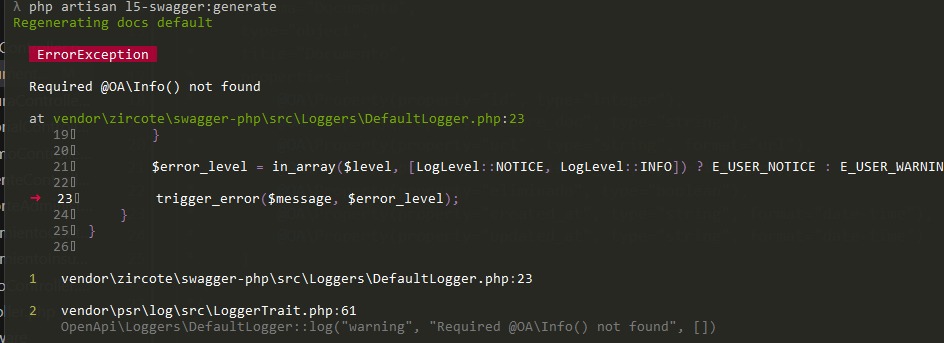 λ php artisan l5-swagger:generate
Regenerating docs default
ErrorException
Required @OA\Info() not found
at vendor\zircote\swagger-php\src\Loggers\DefaultLogger.php:23
19▯ }
20▯
21▯ $error_level = in_array($level, [LogLevel::NOTICE, LogLevel::INFO]) ? E_USER_NOTICE : E_USER_WARNIN
22▯
➜ 23▯ trigger_error($message, $error_level);
24▯ }
25▯ }
26▯
1 vendor\zircote\swagger-php\src\Loggers\DefaultLogger.php:23
2 vendor\psr\log\src\LoggerTrait.php:61
OpenApi\Loggers\DefaultLogger::log("warning", "Required @OA\Info() not found", [])